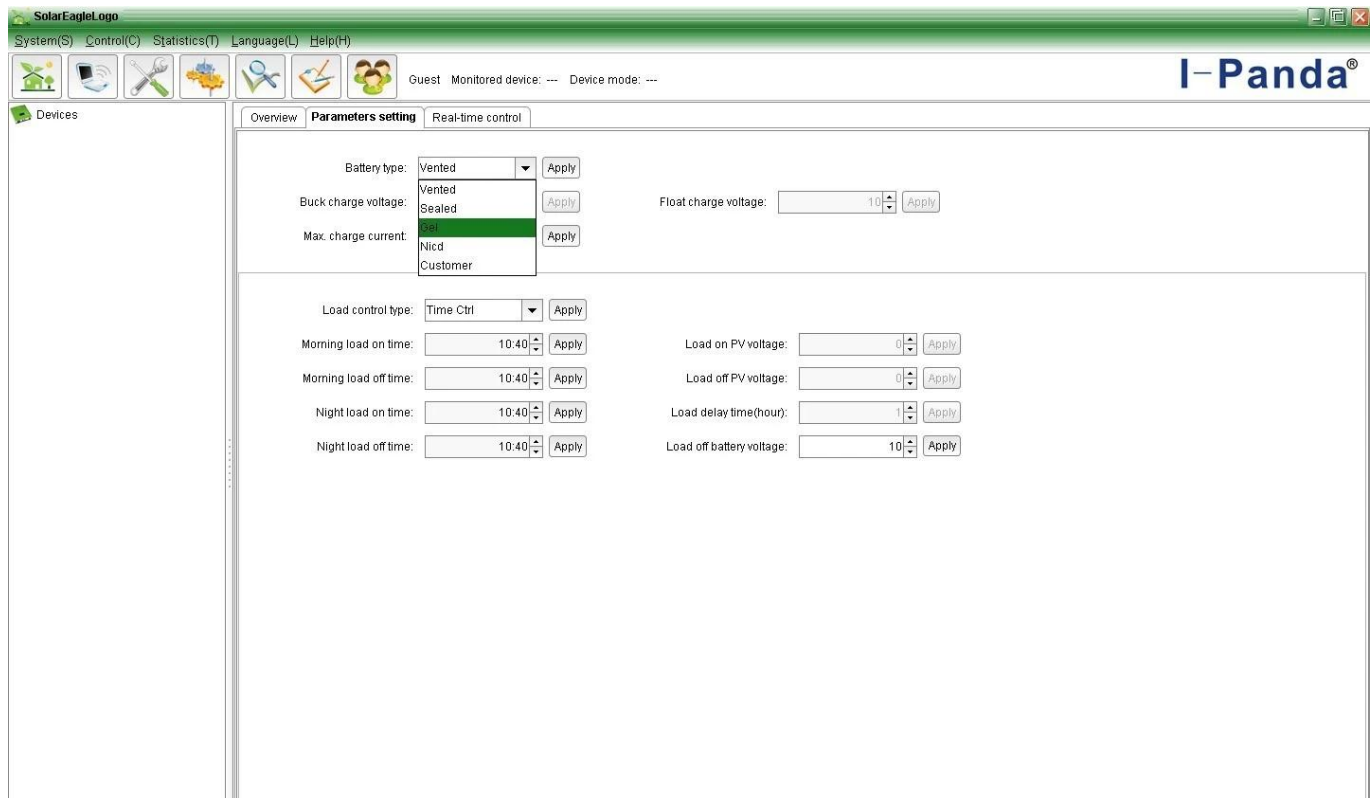 SolarEagleLogo
System(S) Control(C) Statistics(T) Language(L) Help(H)
Guest Monitored device: --- Device mode: ---
I-Panda®
Devices
Overview Parameters setting Real-time control
Battery type: Vented Apply
Vented
Sealed
Gel
Nicd
Customer
Buck charge voltage: Apply Float charge voltage: 10 Apply
Max. charge current: Apply
Load control type: Time Ctrl Apply
Morning load on time: 10:40 Apply Load on PV voltage: 0 Apply
Morning load off time: 10:40 Apply Load off PV voltage: 0 Apply
Night load on time: 10:40 Apply Load delay time(hour): 1 Apply
Night load off time: 10:40 Apply Load off battery voltage: 10 Apply